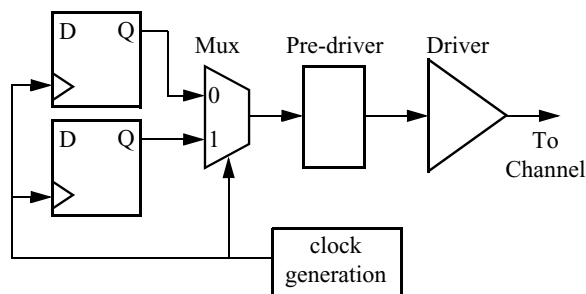 D Q
Mux
Pre-driver
Driver
0
1
D Q
To
Channel
clock
generation